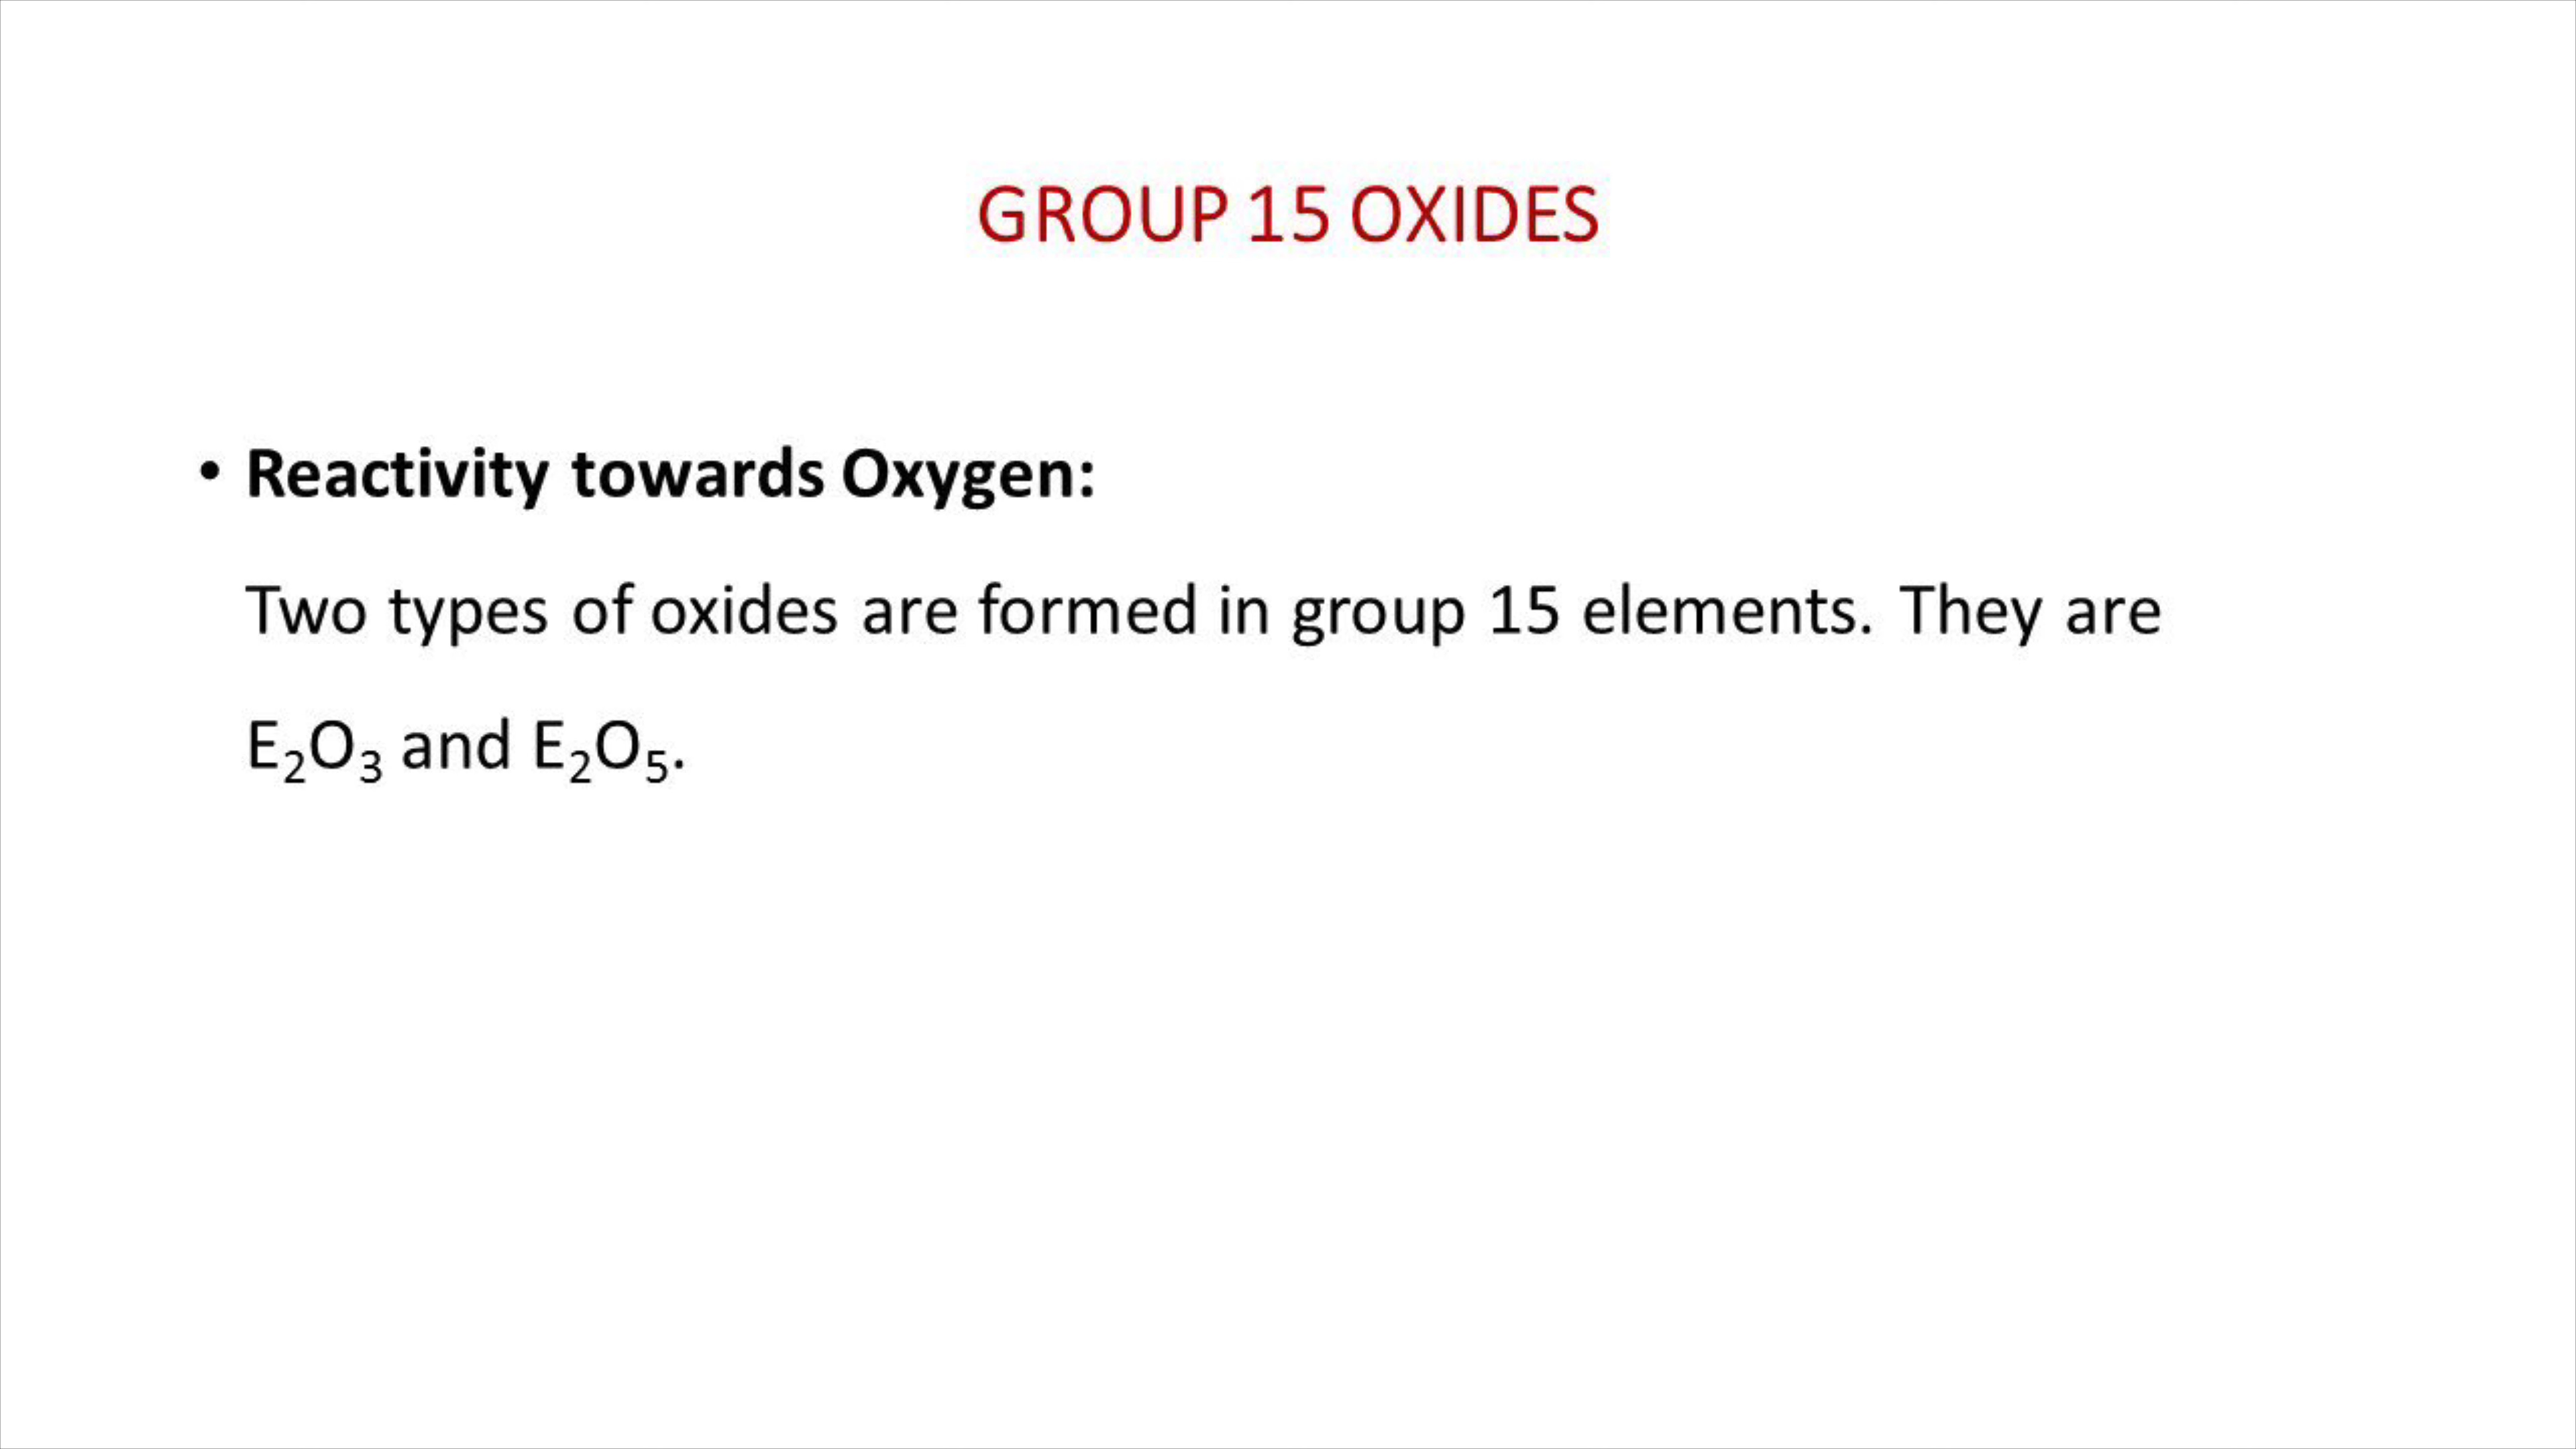 GROUP 15 OXIDES
• Reactivity towards Oxygen:
Two types of oxides are formed in group 15 elements. They are
E₂O₃ and E₂O₅.